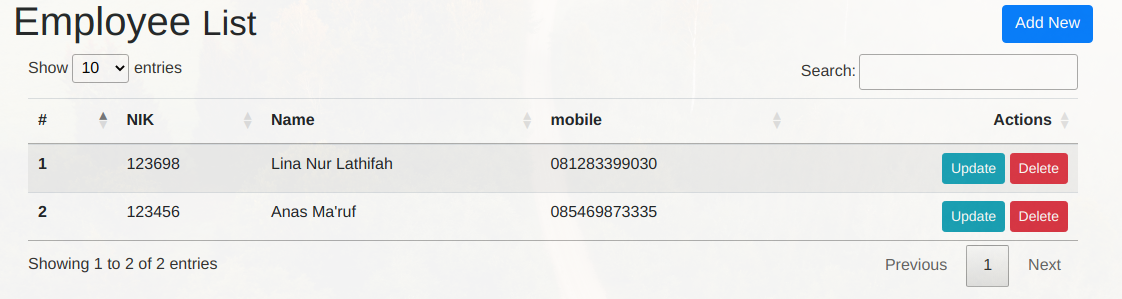 Employee List
Add New
Show 10 entries
Search:
# NIK Name mobile Actions
1 123698 Lina Nur Lathifah 081283399030 Update Delete
2 123456 Anas Ma'ruf 085469873335 Update Delete
Showing 1 to 2 of 2 entries
Previous 1 Next